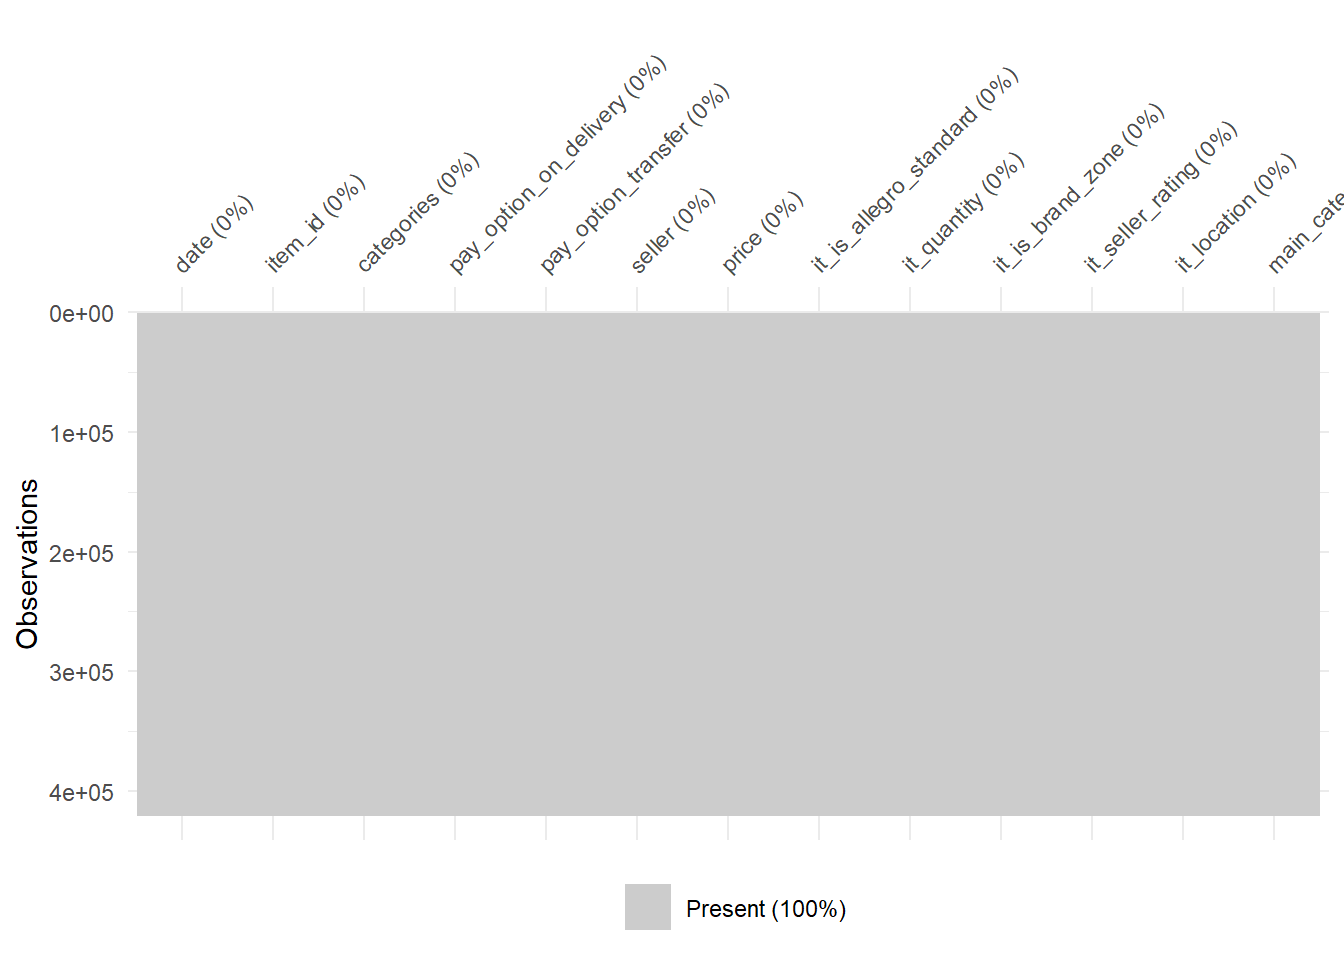 date (0%)
item_id (0%)
categories (0%)
pay_option_on_delivery (0%)
pay_option_transfer (0%)
seller (0%)
price (0%)
it_is_allegro_standard (0%)
it_quantity (0%)
it_is_brand_zone (0%)
it_seller_rating (0%)
it_location (0%)
main_cate
0e+00
1e+05
2e+05
3e+05
4e+05
Observations
Present (100%)